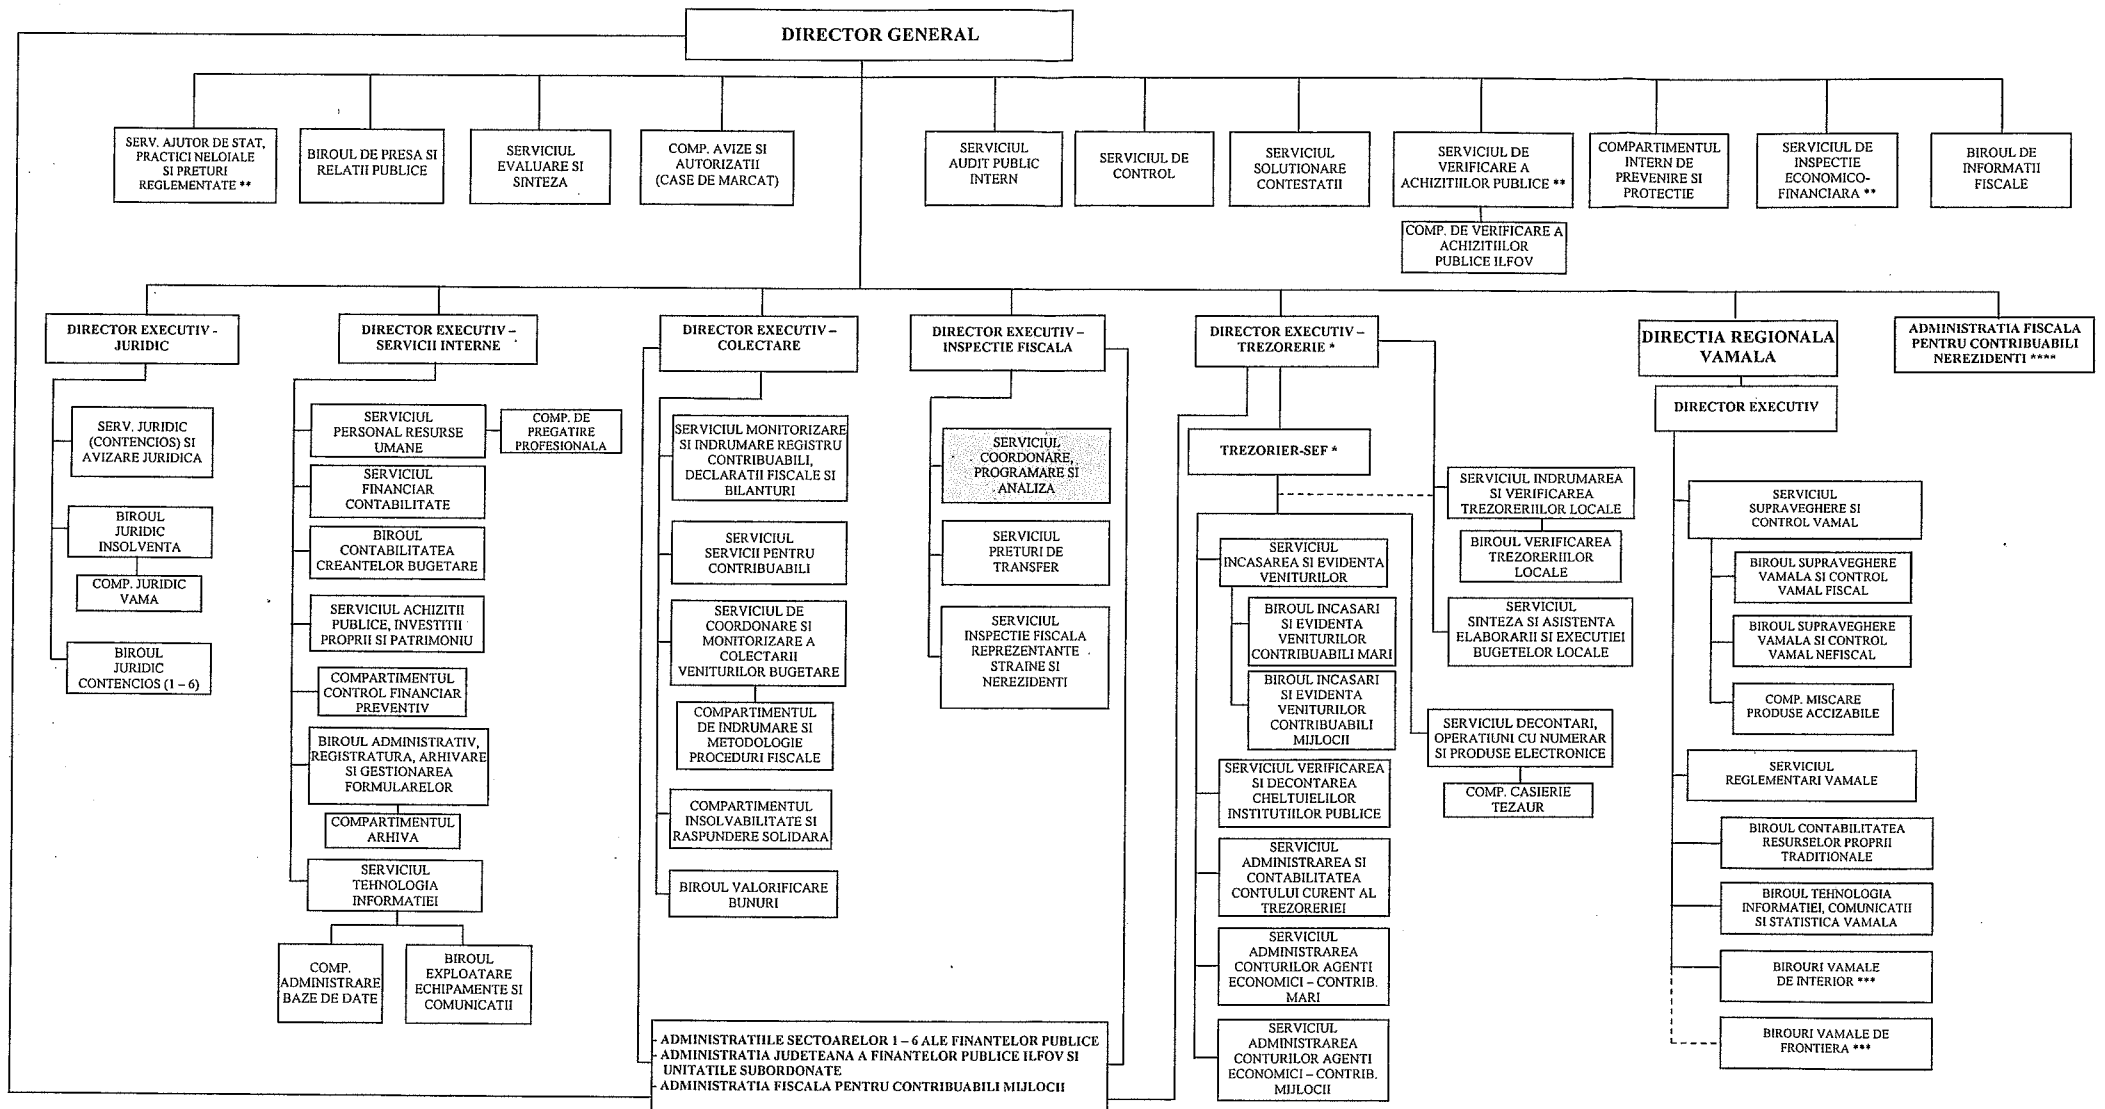 DIRECTOR GENERAL
SERV. AJUTOR DE STAT,
PRACTICI NELOIALE
SI PRETURI
REGLEMENTATE **
BIROUL DE PRESA SI
RELATII PUBLICE
SERVICIUL
EVALUARE SI
SINTEZA
COMP. AVIZE SI
AUTORIZATII
(CASE DE MARCAT)
SERVICIUL
AUDIT PUBLIC
INTERN
SERVICIUL DE
CONTROL
SERVICIUL
SOLUTIONARE
CONTESTATII
SERVICIUL DE
VERIFICARE A
ACHIZITIILOR PUBLICE **
COMP. DE VERIFICARE A
ACHIZITIILOR
PUBLICE ILFOV
COMPARTIMENTUL
INTERN DE
PREVENIRE SI
PROTECTIE
SERVICIUL DE
INSPECTIE
ECONOMICO-
FINANCIARA **
BIROUL DE
INFORMATII
FISCALE
DIRECTOR EXECUTIV -
JURIDIC
SERV. JURIDIC
(CONTENCIOS) SI
AVIZARE JURIDICA
BIROUL
JURIDIC
INSOLVENTA
COMP. JURIDIC
VAMA
BIROUL
JURIDIC
CONTENCIOS (1 – 6)
DIRECTOR EXECUTIV –
SERVICII INTERNE
SERVICIUL
PERSONAL RESURSE
UMANE
COMP. DE
PREGATIRE
PROFESIONALA
SERVICIUL
FINANCIAR
CONTABILITATE
BIROUL
CONTABILITATEA
CREANTELOR BUGETARE
SERVICIUL ACHIZITII
PUBLICE, INVESTITII
PROPRII SI PATRIMONIU
COMPARTIMENTUL
CONTROL FINANCIAR
PREVENTIV
BIROUL ADMINISTRATIV,
REGISTRATURA, ARHIVARE
SI GESTIONAREA
FORMULARELOR
COMPARTIMENTUL
ARHIVA
SERVICIUL
TEHNOLOGIA
INFORMATIEI
COMP.
ADMINISTRARE
BAZE DE DATE
BIROUL
EXPLOATARE
ECHIPAMENTE SI
COMUNICATII
DIRECTOR EXECUTIV –
COLECTARE
SERVICIUL MONITORIZARE
SI INDRUMARE REGISTRU
CONTRIBUABILI,
DECLARATII FISCALE SI
BILANTURI
SERVICIUL
SERVICII PENTRU
CONTRIBUABILI
SERVICIUL DE
COORDONARE SI
MONITORIZARE A
COLECTARII
VENITURILOR BUGETARE
COMPARTIMENTUL
DE INDRUMARE SI
METODOLOGIE
PROCEDURI FISCALE
COMPARTIMENTUL
INSOLVABILITATE SI
RASPUNDERE SOLIDARA
BIROUL VALORIFICARE
BUNURI
DIRECTOR EXECUTIV –
INSPECTIE FISCALA
SERVICIUL
COORDONARE,
PROGRAMARE SI
ANALIZA
SERVICIUL
PRETURI DE
TRANSFER
SERVICIUL
INSPECTIE FISCALA
REPREZENTANTE
STRAINE SI
NEREZIDENTI
- ADMINISTRATIILE SECTOARELOR 1 – 6 ALE FINANTELOR PUBLICE
- ADMINISTRATIA JUDETEANA A FINANTELOR PUBLICE ILFOV SI
UNITATILE SUBORDONATE
- ADMINISTRATIA FISCALA PENTRU CONTRIBUABILI MIJLOCII
DIRECTOR EXECUTIV –
TREZORERIE *
TREZORIER-SEF *
SERVICIUL
INCASAREA SI EVIDENTA
VENITURILOR
BIROUL INCASARI
SI EVIDENTA
VENITURILOR
CONTRIBUABILI MARI
BIROUL INCASARI
SI EVIDENTA
VENITURILOR
CONTRIBUABILI
MIJLOCII
SERVICIUL VERIFICAREA
SI DECONTAREA
CHELTUIELILOR
INSTITUTIILOR PUBLICE
SERVICIUL
ADMINISTRAREA SI
CONTABILITATEA
CONTULUI CURENT AL
TREZORERIEI
SERVICIUL
ADMINISTRAREA
CONTURILOR AGENTI
ECONOMICI – CONTRIB.
MARI
SERVICIUL
ADMINISTRAREA
CONTURILOR AGENTI
ECONOMICI – CONTRIB.
MIJLOCII
SERVICIUL INDRUMAREA
SI VERIFICAREA
TREZORERIILOR LOCALE
BIROUL VERIFICAREA
TREZORERIILOR
LOCALE
SERVICIUL
SINTEZA SI ASISTENTA
ELABORARII SI EXECUTIEI
BUGETELOR LOCALE
SERVICIUL DECONTARI,
OPERATIUNI CU NUMERAR
SI PRODUSE ELECTRONICE
COMP. CASIERIE
TEZAUR
DIRECTIA REGIONALA
VAMALA
DIRECTOR EXECUTIV
SERVICIUL
SUPRAVEGHERE SI
CONTROL VAMAL
BIROUL SUPRAVEGHERE
VAMALA SI CONTROL
VAMAL FISCAL
BIROUL SUPRAVEGHERE
VAMALA SI CONTROL
VAMAL NEFISCAL
COMP. MISCARE
PRODUSE ACCIZABILE
SERVICIUL
REGLEMENTARI VAMALE
BIROUL CONTABILITATEA
RESURSELOR PROPRII
TRADITIONALE
BIROUL TEHNOLOGIA
INFORMATIEI, COMUNICATII
SI STATISTICA VAMALA
BIROURI VAMALE
DE INTERIOR ***
BIROURI VAMALE DE
FRONTIERA ***
ADMINISTRATIA FISCALA
PENTRU CONTRIBUABILI
NEREZIDENTI ****